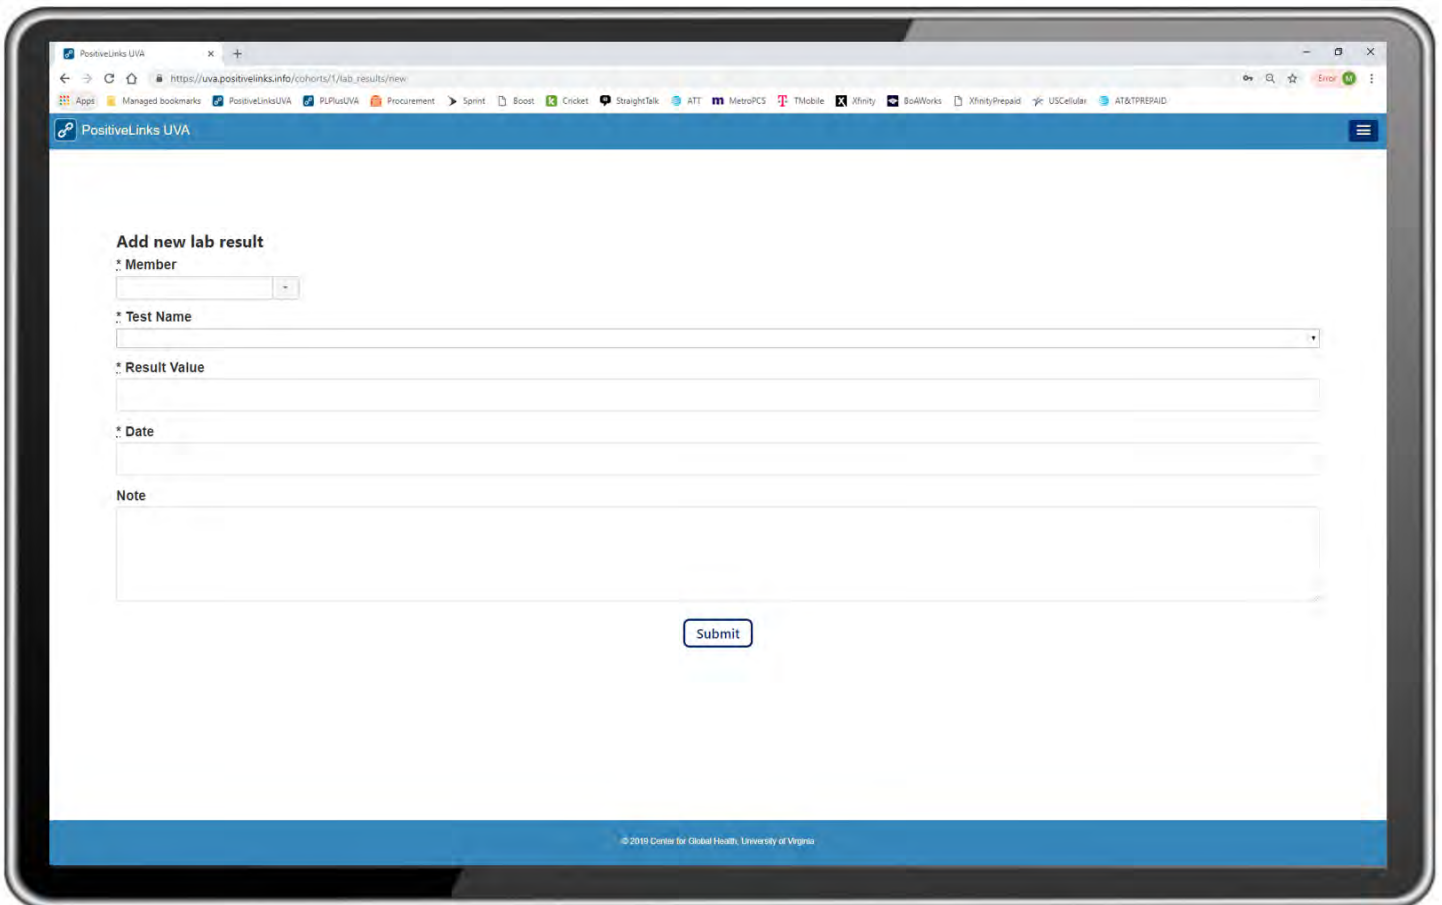 PositiveLinks UVA
https://uva.positivelinks.info/cohorts/1/lab_results/new
Error M
Apps Managed bookmarks PositiveLinksUVA PLPlusUVA Procurement Sprint Boost Cricket StraightTalk ATT MetroPCS TMobile Xfinity BoAWorks XfinityPrepaid USCellular AT&TPREPAID
PositiveLinks UVA
Add new lab result
* Member
* Test Name
* Result Value
* Date
Note
Submit
© 2019 Center for Global Health, University of Virginia